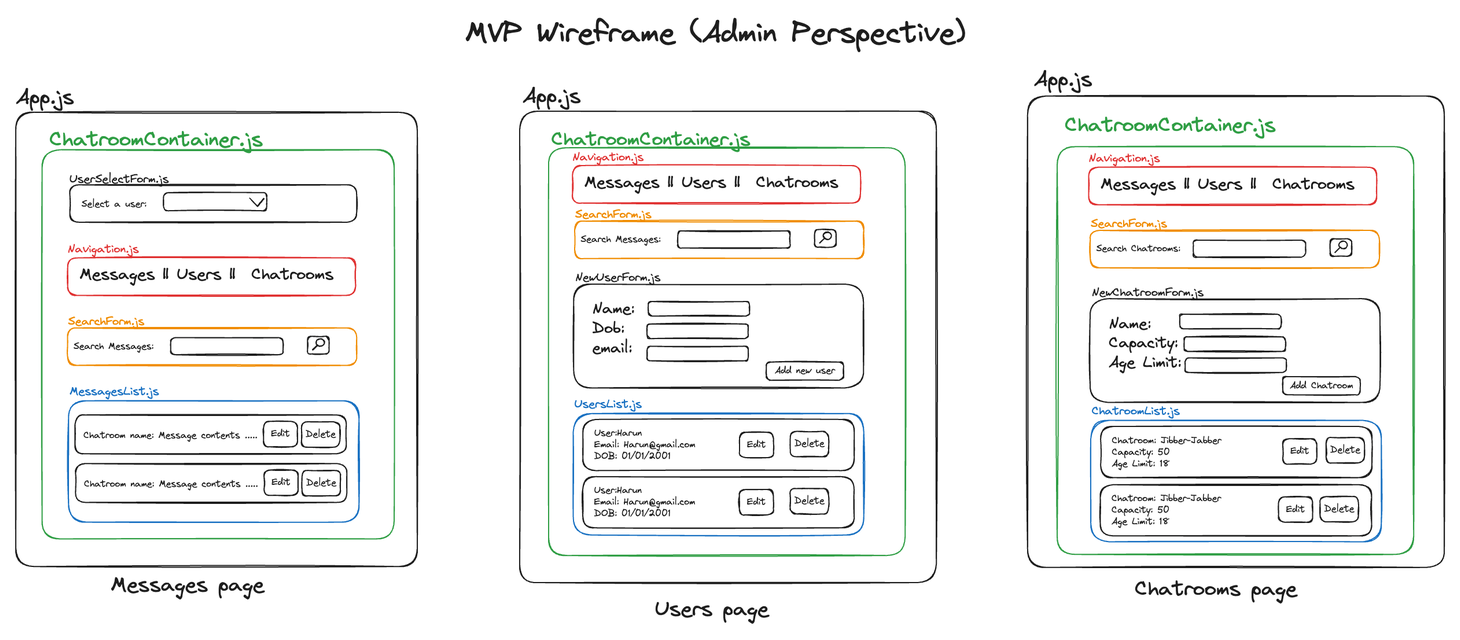 MVP Wireframe (Admin Perspective)
App.js
ChatroomContainer.js
UserSelectForm.js
Select a user:
Navigation.js
Messages || Users || Chatrooms
SearchForm.js
Search Messages:
MessagesList.js
Chatroom name: Message contents ..... Edit Delete
Chatroom name: Message contents ..... Edit Delete
Messages page
App.js
ChatroomContainer.js
Navigation.js
Messages || Users || Chatrooms
SearchForm.js
Search Messages:
NewUserForm.js
Name:
Dob:
email:
Add new user
UsersList.js
User:Harun
Email: Harun@gmail.com
DOB: 01/01/2001
Edit Delete
User:Harun
Email: Harun@gmail.com
DOB: 01/01/2001
Edit Delete
Users page
App.js
ChatroomContainer.js
Navigation.js
Messages || Users || Chatrooms
SearchForm.js
Search Chatrooms:
NewChatroomForm.js
Name:
Capacity:
Age Limit:
Add Chatroom
ChatroomList.js
Chatroom: Jibber-Jabber
Capacity: 50
Age Limit: 18
Edit Delete
Chatroom: Jibber-Jabber
Capacity: 50
Age Limit: 18
Edit Delete
Chatrooms page